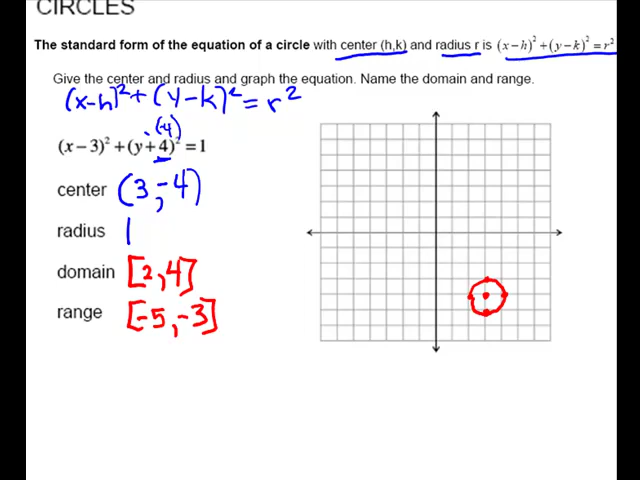 CIRCLES
The standard form of the equation of a circle with center (h,k) and radius r is (x−h)² + (y−k)² = r²
Give the center and radius and graph the equation. Name the domain and range.
(x−h)² + (y−k)² = r²
−(−4)
(x − 3)² + (y + 4)² = 1
center (3, −4)
radius 1
domain [2, 4]
range [−5, −3]